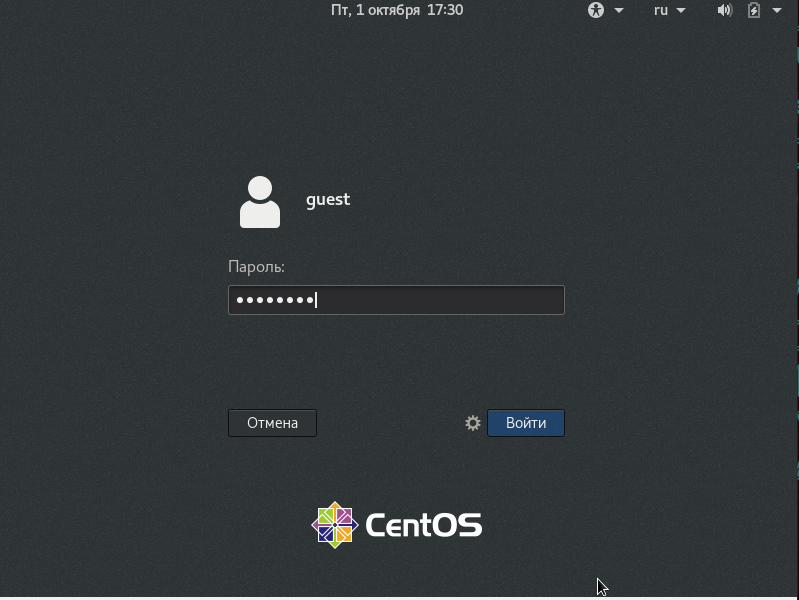 Пт, 1 октября 17:30
ru
guest
Пароль:
Отмена
Войти
CentOS